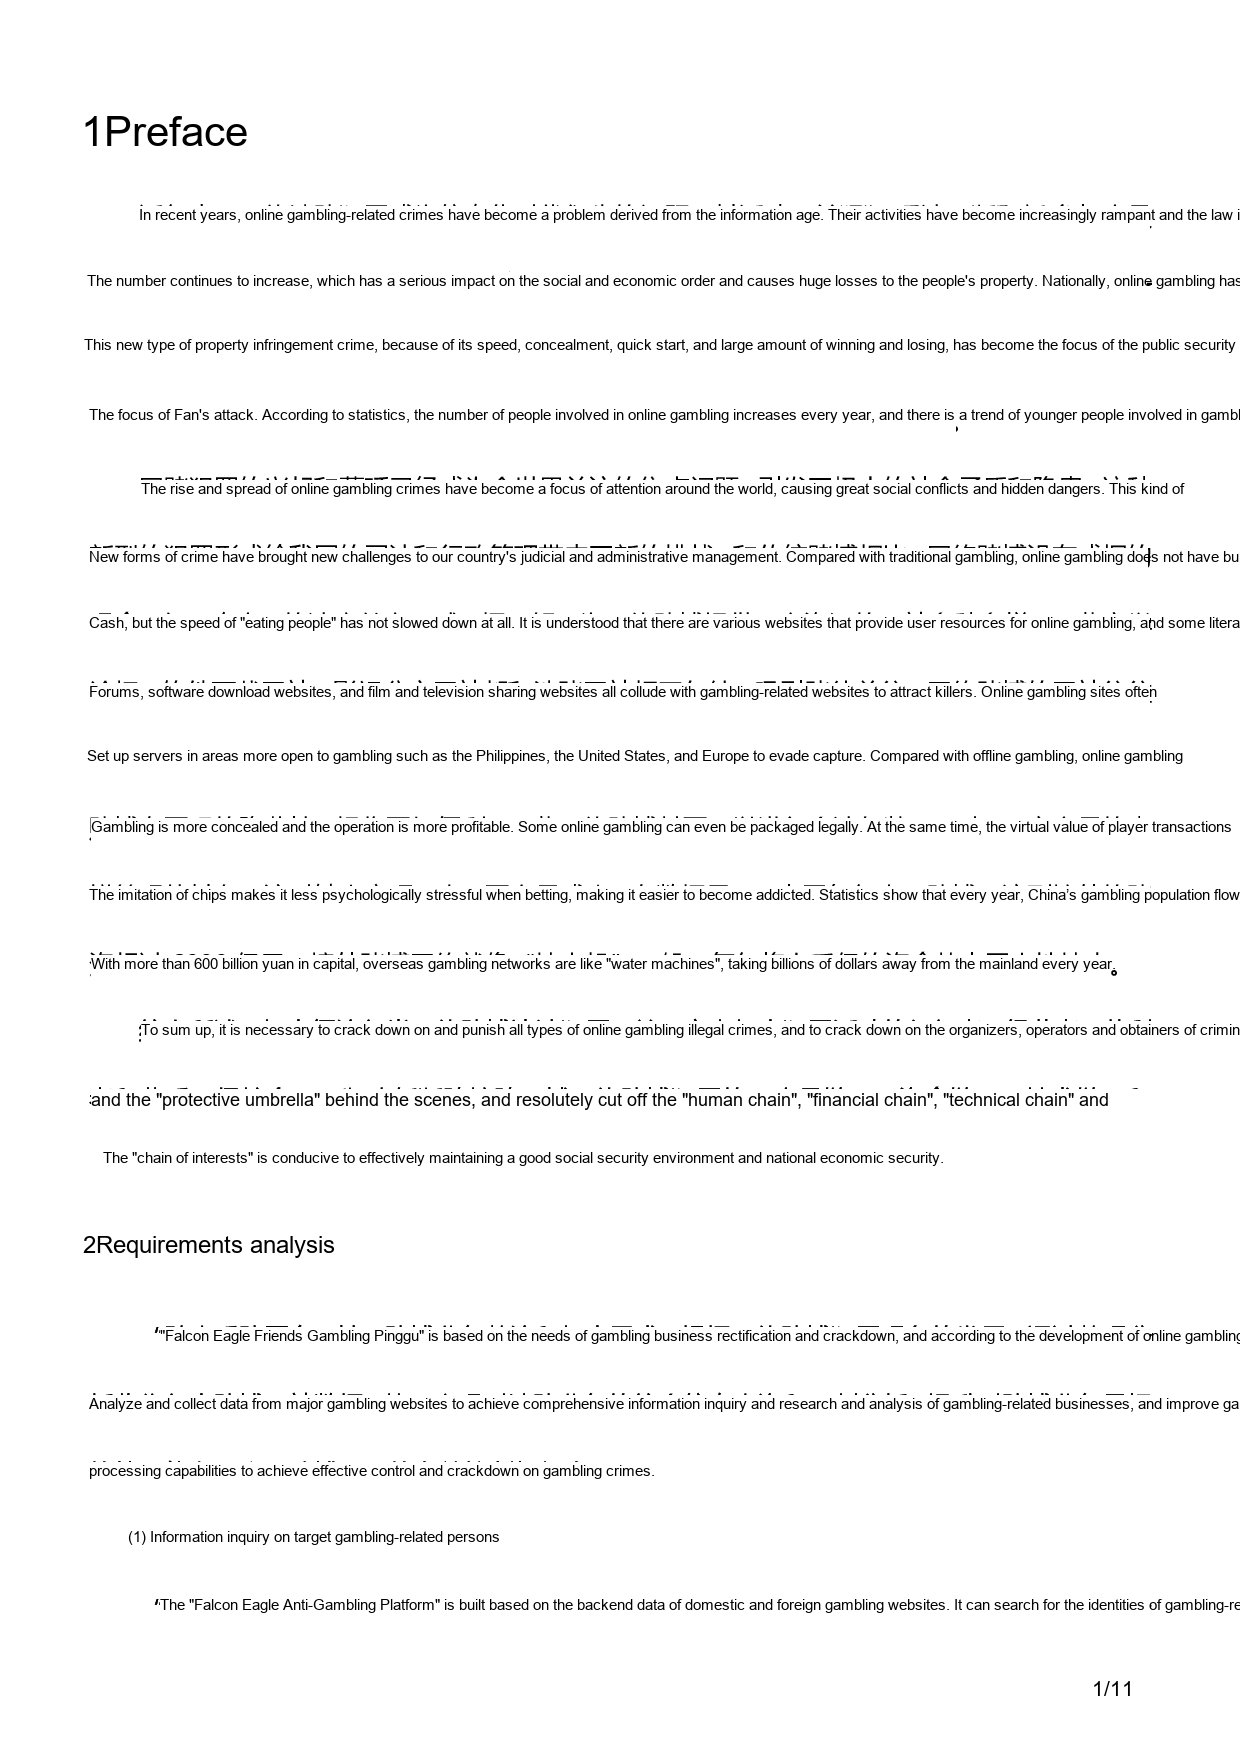 1Preface
In recent years, online gambling-related crimes have become a problem derived from the information age. Their activities have become increasingly rampant and the law i
The number continues to increase, which has a serious impact on the social and economic order and causes huge losses to the people's property. Nationally, online gambling has
This new type of property infringement crime, because of its speed, concealment, quick start, and large amount of winning and losing, has become the focus of the public security
The focus of Fan's attack. According to statistics, the number of people involved in online gambling increases every year, and there is a trend of younger people involved in gambl
The rise and spread of online gambling crimes have become a focus of attention around the world, causing great social conflicts and hidden dangers. This kind of
New forms of crime have brought new challenges to our country's judicial and administrative management. Compared with traditional gambling, online gambling does not have bu
Cash, but the speed of "eating people" has not slowed down at all. It is understood that there are various websites that provide user resources for online gambling, and some litera
Forums, software download websites, and film and television sharing websites all collude with gambling-related websites to attract killers. Online gambling sites often
Set up servers in areas more open to gambling such as the Philippines, the United States, and Europe to evade capture. Compared with offline gambling, online gambling
Gambling is more concealed and the operation is more profitable. Some online gambling can even be packaged legally. At the same time, the virtual value of player transactions
The imitation of chips makes it less psychologically stressful when betting, making it easier to become addicted. Statistics show that every year, China's gambling population flow
With more than 600 billion yuan in capital, overseas gambling networks are like "water machines", taking billions of dollars away from the mainland every year.
To sum up, it is necessary to crack down on and punish all types of online gambling illegal crimes, and to crack down on the organizers, operators and obtainers of crimin
and the "protective umbrella" behind the scenes, and resolutely cut off the "human chain", "financial chain", "technical chain" and
The "chain of interests" is conducive to effectively maintaining a good social security environment and national economic security.
2Requirements analysis
"Falcon Eagle Friends Gambling Pinggu" is based on the needs of gambling business rectification and crackdown, and according to the development of online gambling
Analyze and collect data from major gambling websites to achieve comprehensive information inquiry and research and analysis of gambling-related businesses, and improve ga
processing capabilities to achieve effective control and crackdown on gambling crimes.
(1) Information inquiry on target gambling-related persons
The "Falcon Eagle Anti-Gambling Platform" is built based on the backend data of domestic and foreign gambling websites. It can search for the identities of gambling-re
1/11